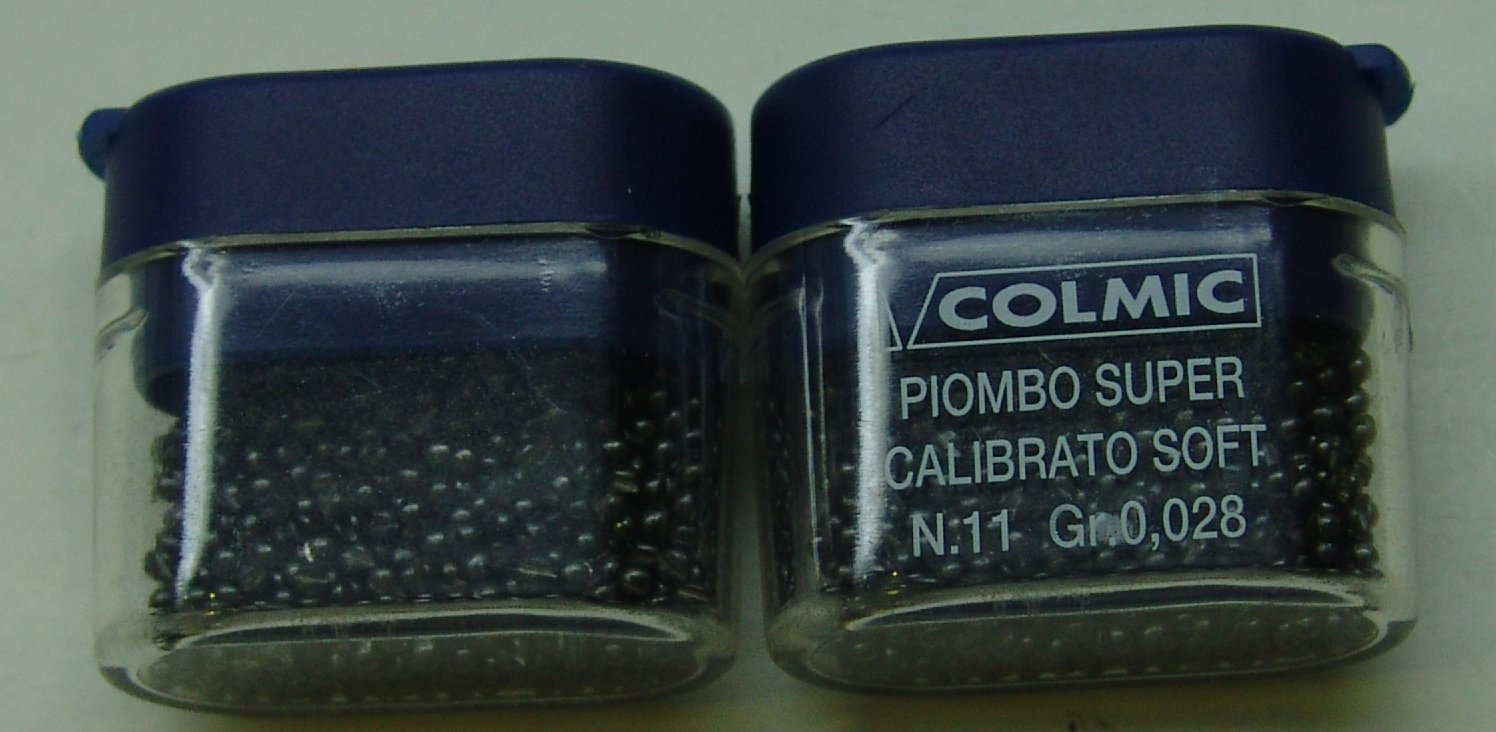 COLMIC
PIOMBO SUPER
CALIBRATO SOFT
N.11 Gr.0,028